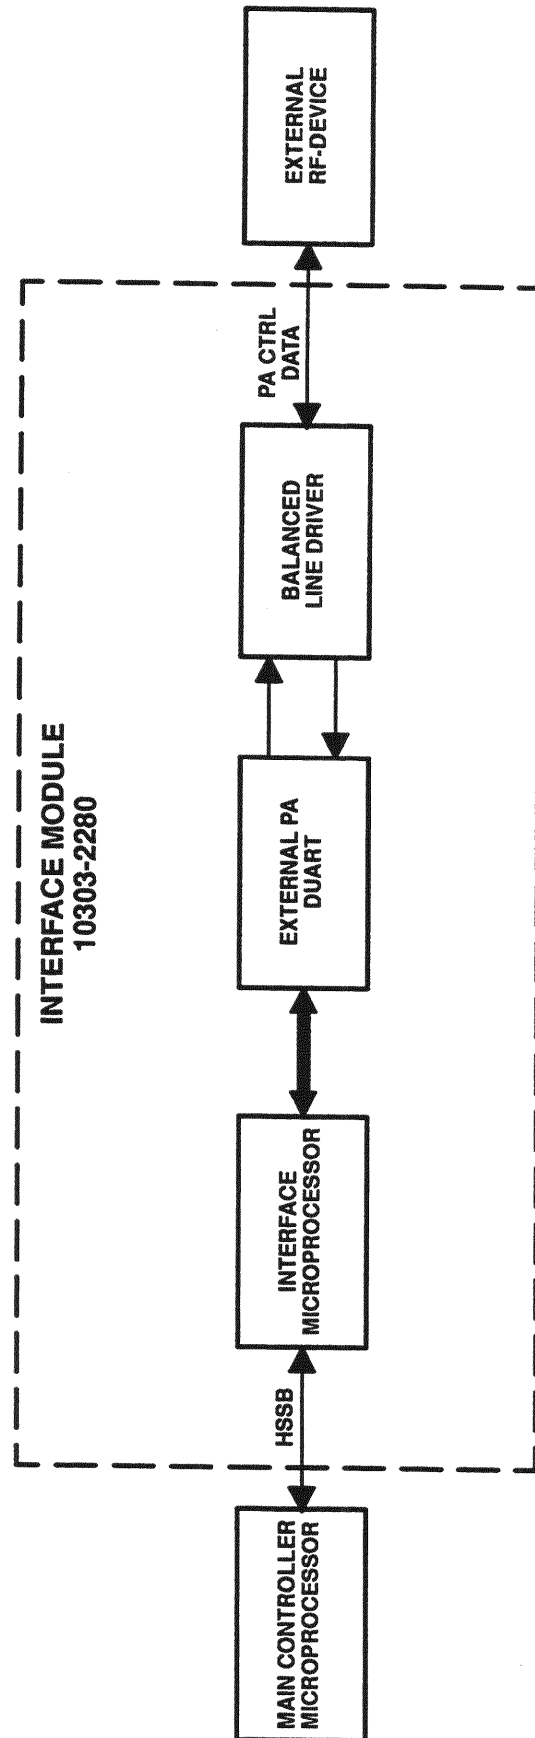 INTERFACE MODULE
10303-2280
MAIN CONTROLLER
MICROPROCESSOR
HSSB
INTERFACE
MICROPROCESSOR
EXTERNAL PA
DUART
BALANCED
LINE DRIVER
PA CTRL
DATA
EXTERNAL
RF-DEVICE